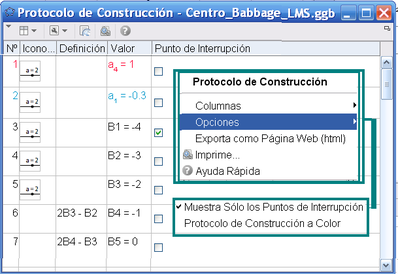 Protocolo de Construcción - Centro_Babbage_LMS.ggb
Nº Icono... Definición Valor Punto de Interrupción
1 a=2 a₄ = 1
2 a=2 a₁ = -0.3
3 a=2 B1 = -4
4 a=2 B2 = -3
5 a=2 B3 = -2
6 2B3 - B2 B4 = -1
7 2B4 - B3 B5 = 0
Protocolo de Construcción
Columnas
Opciones
Exporta como Página Web (html)
Imprime...
Ayuda Rápida
Muestra Sólo los Puntos de Interrupción
Protocolo de Construcción a Color